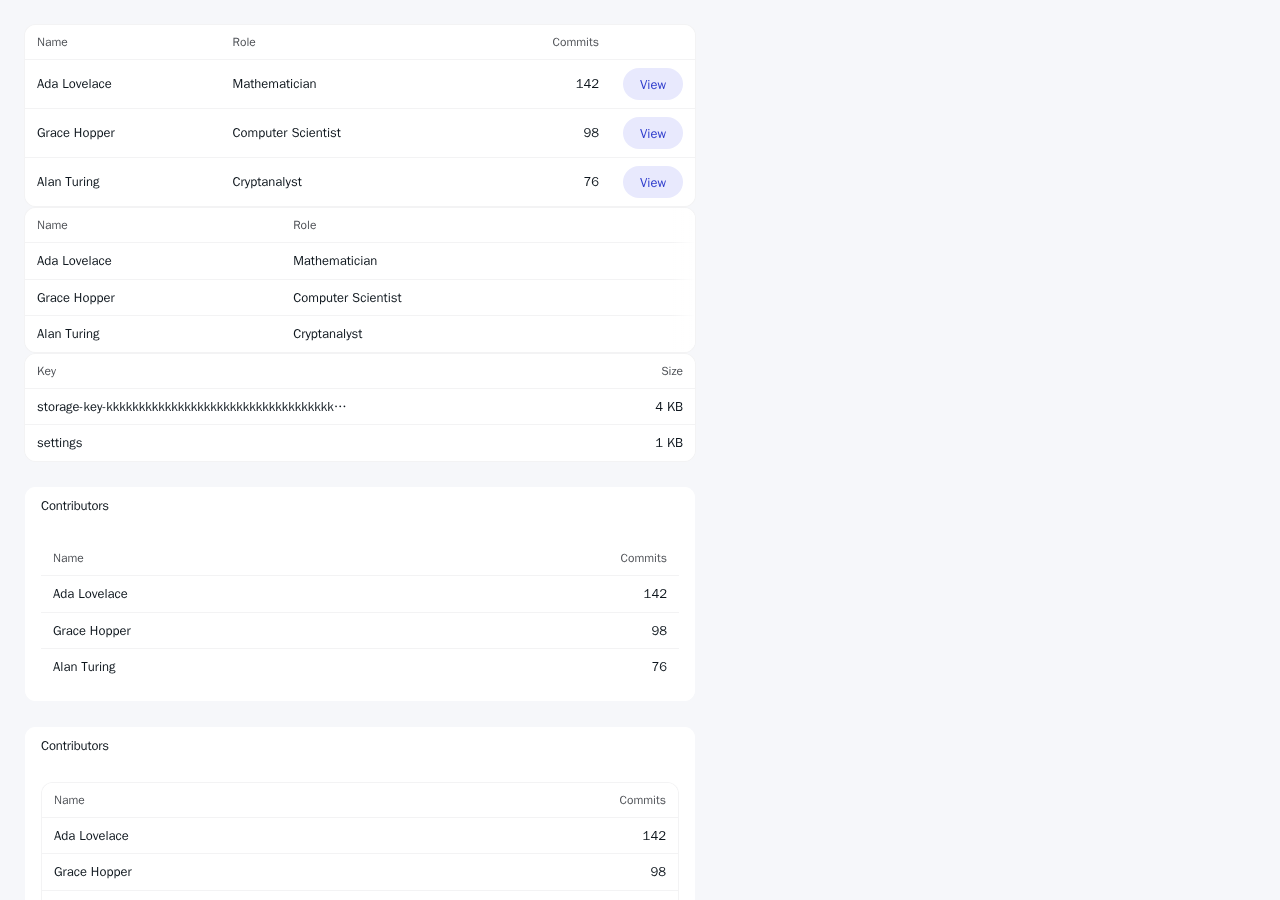 Name Role Commits
Ada Lovelace Mathematician 142 View
Grace Hopper Computer Scientist 98 View
Alan Turing Cryptanalyst 76 View
Name Role
Ada Lovelace Mathematician
Grace Hopper Computer Scientist
Alan Turing Cryptanalyst
Key Size
storage-key-kkkkkkkkkkkkkkkkkkkkkkkkkkkkkkkkkkk… 4 KB
settings 1 KB
Contributors
Name Commits
Ada Lovelace 142
Grace Hopper 98
Alan Turing 76
Contributors
Name Commits
Ada Lovelace 142
Grace Hopper 98